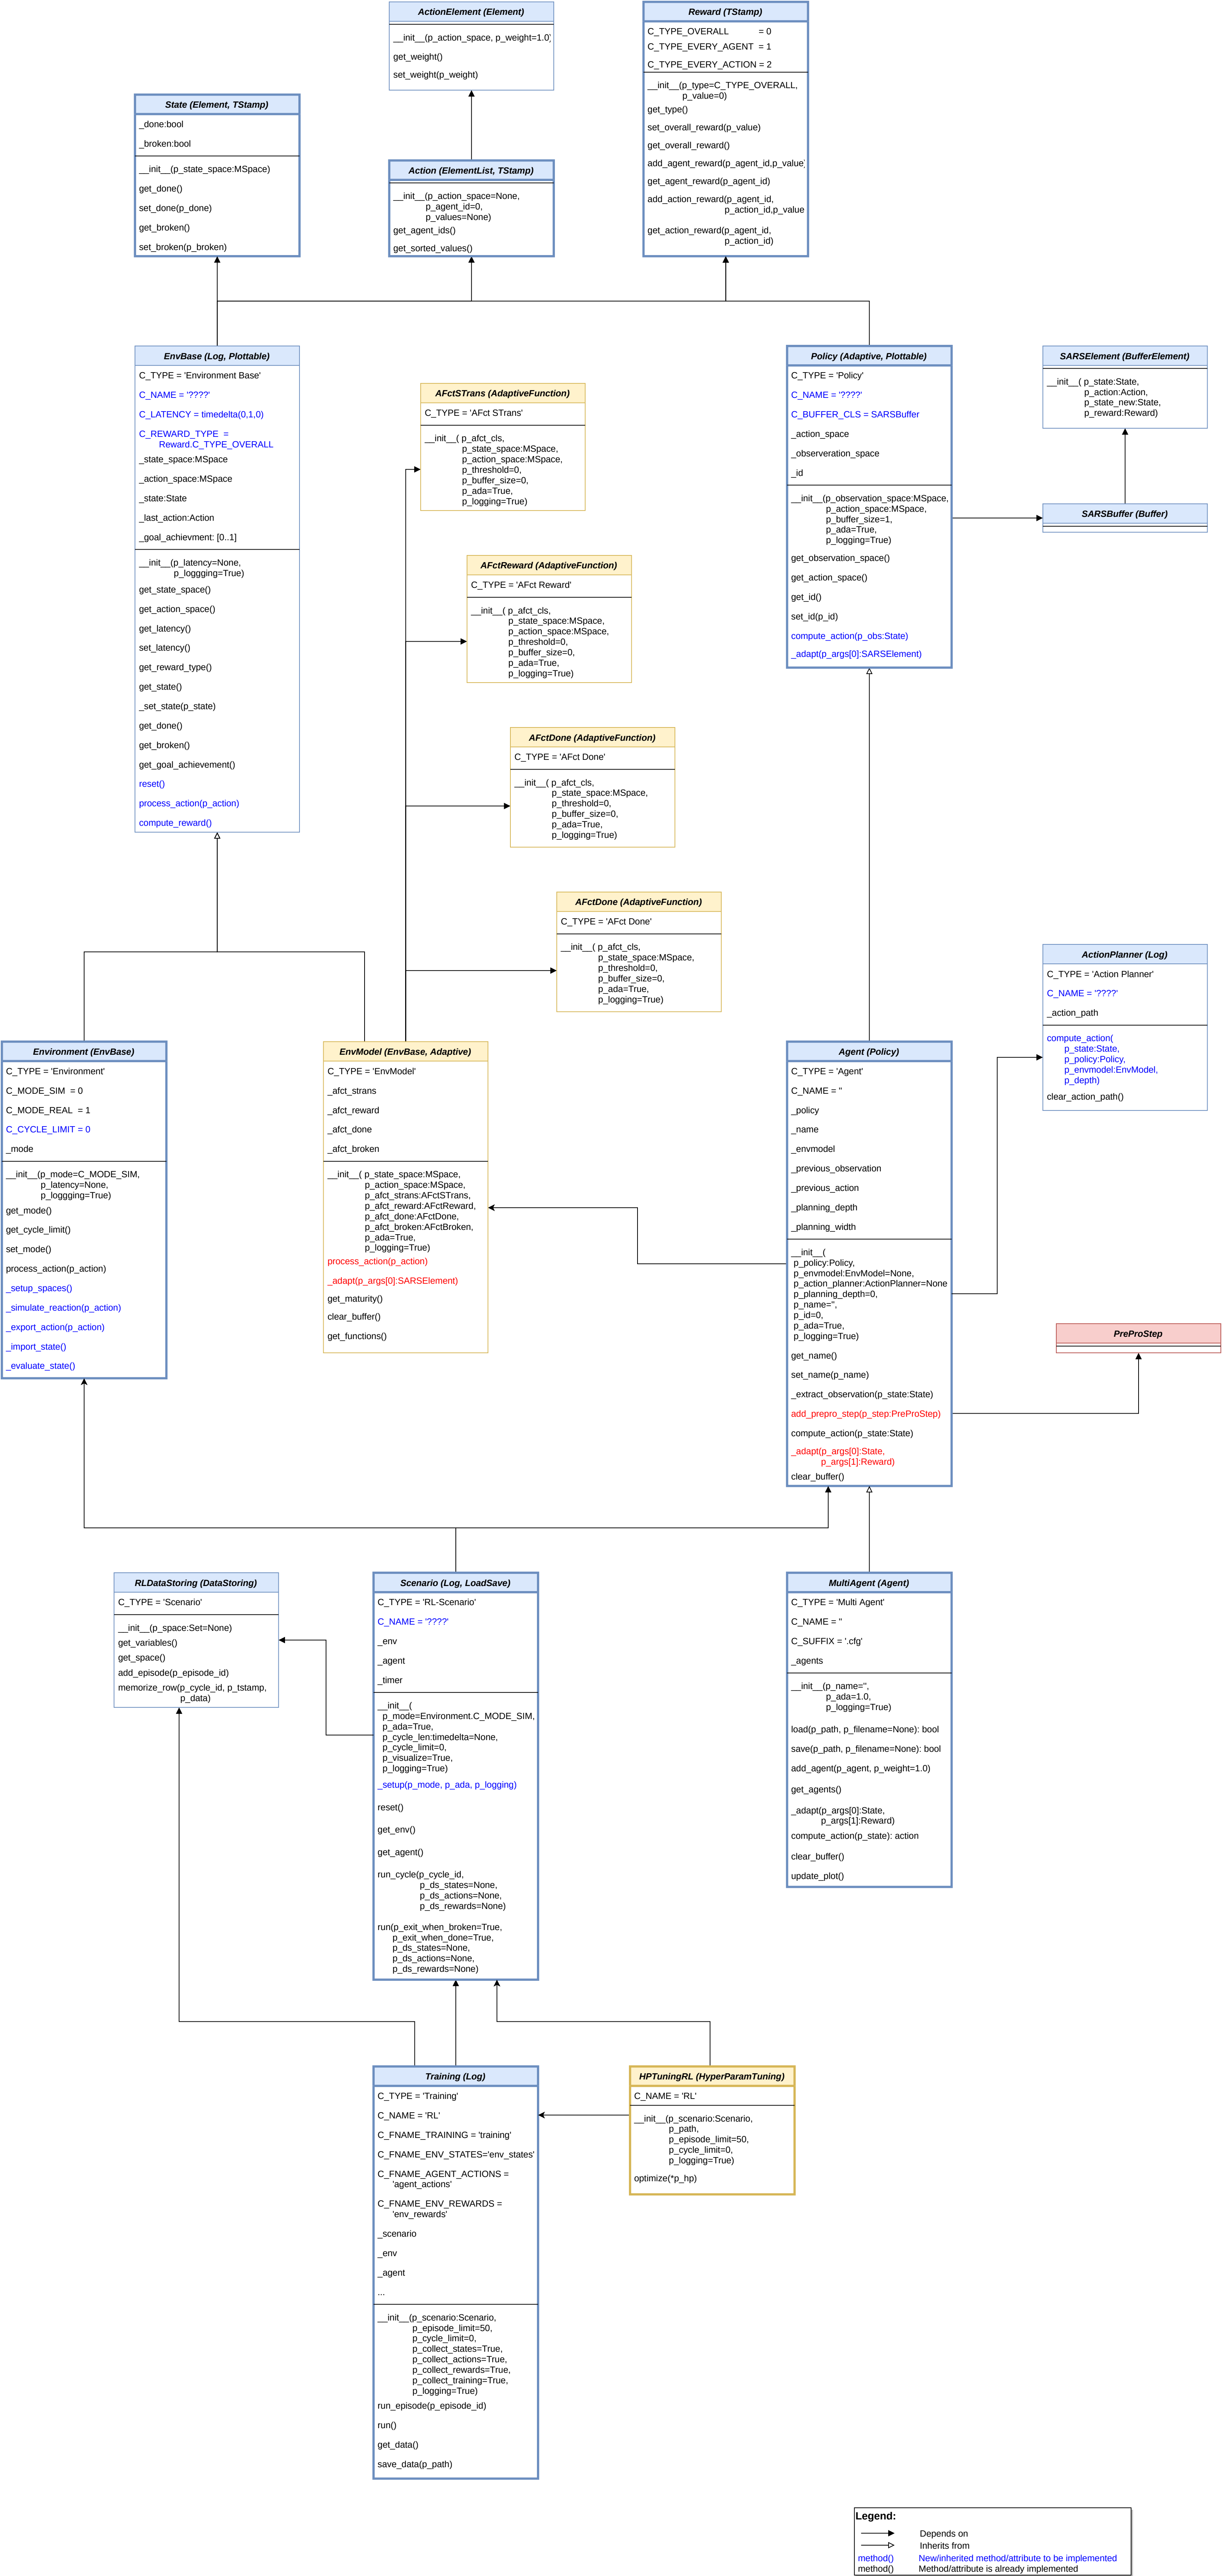 ActionElement (Element)
__init__(p_action_space, p_weight=1.0)
get_weight()
set_weight(p_weight)
Reward (TStamp)
C_TYPE_OVERALL = 0
C_TYPE_EVERY_AGENT = 1
C_TYPE_EVERY_ACTION = 2
__init__(p_type=C_TYPE_OVERALL,
p_value=0)
get_type()
set_overall_reward(p_value)
get_overall_reward()
add_agent_reward(p_agent_id,p_value)
get_agent_reward(p_agent_id)
add_action_reward(p_agent_id,
p_action_id,p_value
get_action_reward(p_agent_id,
p_action_id)
State (Element, TStamp)
_done:bool
_broken:bool
__init__(p_state_space:MSpace)
get_done()
set_done(p_done)
get_broken()
set_broken(p_broken)
Action (ElementList, TStamp)
__init__(p_action_space=None,
p_agent_id=0,
p_values=None)
get_agent_ids()
get_sorted_values()
EnvBase (Log, Plottable)
C_TYPE = 'Environment Base'
C_NAME = '????'
C_LATENCY = timedelta(0,1,0)
C_REWARD_TYPE =
Reward.C_TYPE_OVERALL
_state_space:MSpace
_action_space:MSpace
_state:State
_last_action:Action
_goal_achievment: [0..1]
__init__(p_latency=None,
p_loggging=True)
get_state_space()
get_action_space()
get_latency()
set_latency()
get_reward_type()
get_state()
_set_state(p_state)
get_done()
get_broken()
get_goal_achievement()
reset()
process_action(p_action)
compute_reward()
AFctSTrans (AdaptiveFunction)
C_TYPE = 'AFct STrans'
__init__( p_afct_cls,
p_state_space:MSpace,
p_action_space:MSpace,
p_threshold=0,
p_buffer_size=0,
p_ada=True,
p_logging=True)
AFctReward (AdaptiveFunction)
C_TYPE = 'AFct Reward'
__init__( p_afct_cls,
p_state_space:MSpace,
p_action_space:MSpace,
p_threshold=0,
p_buffer_size=0,
p_ada=True,
p_logging=True)
AFctDone (AdaptiveFunction)
C_TYPE = 'AFct Done'
__init__( p_afct_cls,
p_state_space:MSpace,
p_threshold=0,
p_buffer_size=0,
p_ada=True,
p_logging=True)
AFctDone (AdaptiveFunction)
C_TYPE = 'AFct Done'
__init__( p_afct_cls,
p_state_space:MSpace,
p_threshold=0,
p_buffer_size=0,
p_ada=True,
p_logging=True)
Policy (Adaptive, Plottable)
C_TYPE = 'Policy'
C_NAME = '????'
C_BUFFER_CLS = SARSBuffer
_action_space
_observeration_space
_id
__init__(p_observation_space:MSpace,
p_action_space:MSpace,
p_buffer_size=1,
p_ada=True,
p_logging=True)
get_observation_space()
get_action_space()
get_id()
set_id(p_id)
compute_action(p_obs:State)
_adapt(p_args[0]:SARSElement)
SARSElement (BufferElement)
__init__( p_state:State,
p_action:Action,
p_state_new:State,
p_reward:Reward)
SARSBuffer (Buffer)
ActionPlanner (Log)
C_TYPE = 'Action Planner'
C_NAME = '????'
_action_path
compute_action(
p_state:State,
p_policy:Policy,
p_envmodel:EnvModel,
p_depth)
clear_action_path()
Environment (EnvBase)
C_TYPE = 'Environment'
C_MODE_SIM = 0
C_MODE_REAL = 1
C_CYCLE_LIMIT = 0
_mode
__init__(p_mode=C_MODE_SIM,
p_latency=None,
p_loggging=True)
get_mode()
get_cycle_limit()
set_mode()
process_action(p_action)
_setup_spaces()
_simulate_reaction(p_action)
_export_action(p_action)
_import_state()
_evaluate_state()
EnvModel (EnvBase, Adaptive)
C_TYPE = 'EnvModel'
_afct_strans
_afct_reward
_afct_done
_afct_broken
__init__( p_state_space:MSpace,
p_action_space:MSpace,
p_afct_strans:AFctSTrans,
p_afct_reward:AFctReward,
p_afct_done:AFctDone,
p_afct_broken:AFctBroken,
p_ada=True,
p_logging=True)
process_action(p_action)
_adapt(p_args[0]:SARSElement)
get_maturity()
clear_buffer()
get_functions()
Agent (Policy)
C_TYPE = 'Agent'
C_NAME = ''
_policy
_name
_envmodel
_previous_observation
_previous_action
_planning_depth
_planning_width
__init__(
p_policy:Policy,
p_envmodel:EnvModel=None,
p_action_planner:ActionPlanner=None
p_planning_depth=0,
p_name='',
p_id=0,
p_ada=True,
p_logging=True)
get_name()
set_name(p_name)
_extract_observation(p_state:State)
add_prepro_step(p_step:PreProStep)
compute_action(p_state:State)
_adapt(p_args[0]:State,
p_args[1]:Reward)
clear_buffer()
PreProStep
RLDataStoring (DataStoring)
C_TYPE = 'Scenario'
__init__(p_space:Set=None)
get_variables()
get_space()
add_episode(p_episode_id)
memorize_row(p_cycle_id, p_tstamp,
p_data)
Scenario (Log, LoadSave)
C_TYPE = 'RL-Scenario'
C_NAME = '????'
_env
_agent
_timer
__init__(
p_mode=Environment.C_MODE_SIM,
p_ada=True,
p_cycle_len:timedelta=None,
p_cycle_limit=0,
p_visualize=True,
p_logging=True)
_setup(p_mode, p_ada, p_logging)
reset()
get_env()
get_agent()
run_cycle(p_cycle_id,
p_ds_states=None,
p_ds_actions=None,
p_ds_rewards=None)
run(p_exit_when_broken=True,
p_exit_when_done=True,
p_ds_states=None,
p_ds_actions=None,
p_ds_rewards=None)
MultiAgent (Agent)
C_TYPE = 'Multi Agent'
C_NAME = ''
C_SUFFIX = '.cfg'
_agents
__init__(p_name='',
p_ada=1.0,
p_logging=True)
load(p_path, p_filename=None): bool
save(p_path, p_filename=None): bool
add_agent(p_agent, p_weight=1.0)
get_agents()
_adapt(p_args[0]:State,
p_args[1]:Reward)
compute_action(p_state): action
clear_buffer()
update_plot()
Training (Log)
C_TYPE = 'Training'
C_NAME = 'RL'
C_FNAME_TRAINING = 'training'
C_FNAME_ENV_STATES='env_states'
C_FNAME_AGENT_ACTIONS =
'agent_actions'
C_FNAME_ENV_REWARDS =
'env_rewards'
_scenario
_env
_agent
...
__init__(p_scenario:Scenario,
p_episode_limit=50,
p_cycle_limit=0,
p_collect_states=True,
p_collect_actions=True,
p_collect_rewards=True,
p_collect_training=True,
p_logging=True)
run_episode(p_episode_id)
run()
get_data()
save_data(p_path)
HPTuningRL (HyperParamTuning)
C_NAME = 'RL'
__init__(p_scenario:Scenario,
p_path,
p_episode_limit=50,
p_cycle_limit=0,
p_logging=True)
optimize(*p_hp)
Legend:
Depends on
Inherits from
method() New/inherited method/attribute to be implemented
method() Method/attribute is already implemented